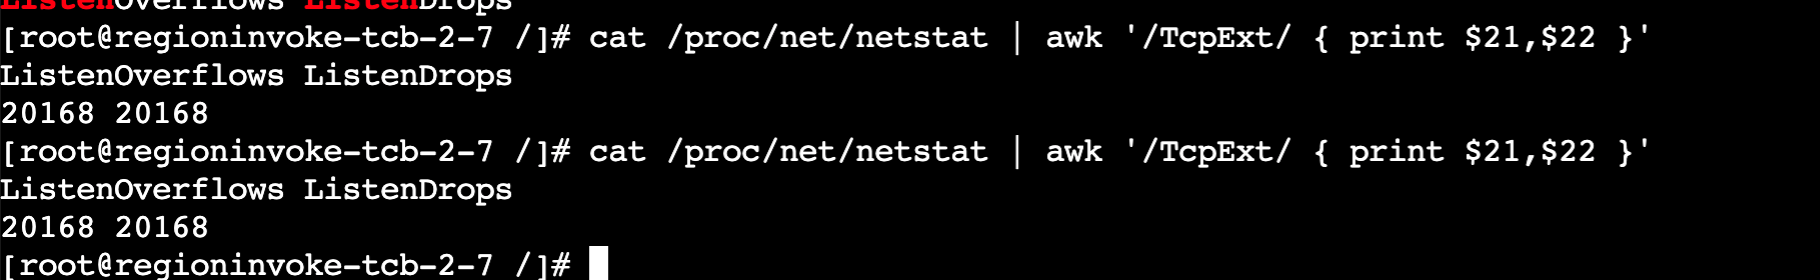 ListenOverflows ListenDrops
[root@regioninvoke-tcb-2-7 /]# cat /proc/net/netstat | awk '/TcpExt/ { print $21,$22 }'
ListenOverflows ListenDrops
20168 20168
[root@regioninvoke-tcb-2-7 /]# cat /proc/net/netstat | awk '/TcpExt/ { print $21,$22 }'
ListenOverflows ListenDrops
20168 20168
[root@regioninvoke-tcb-2-7 /]#